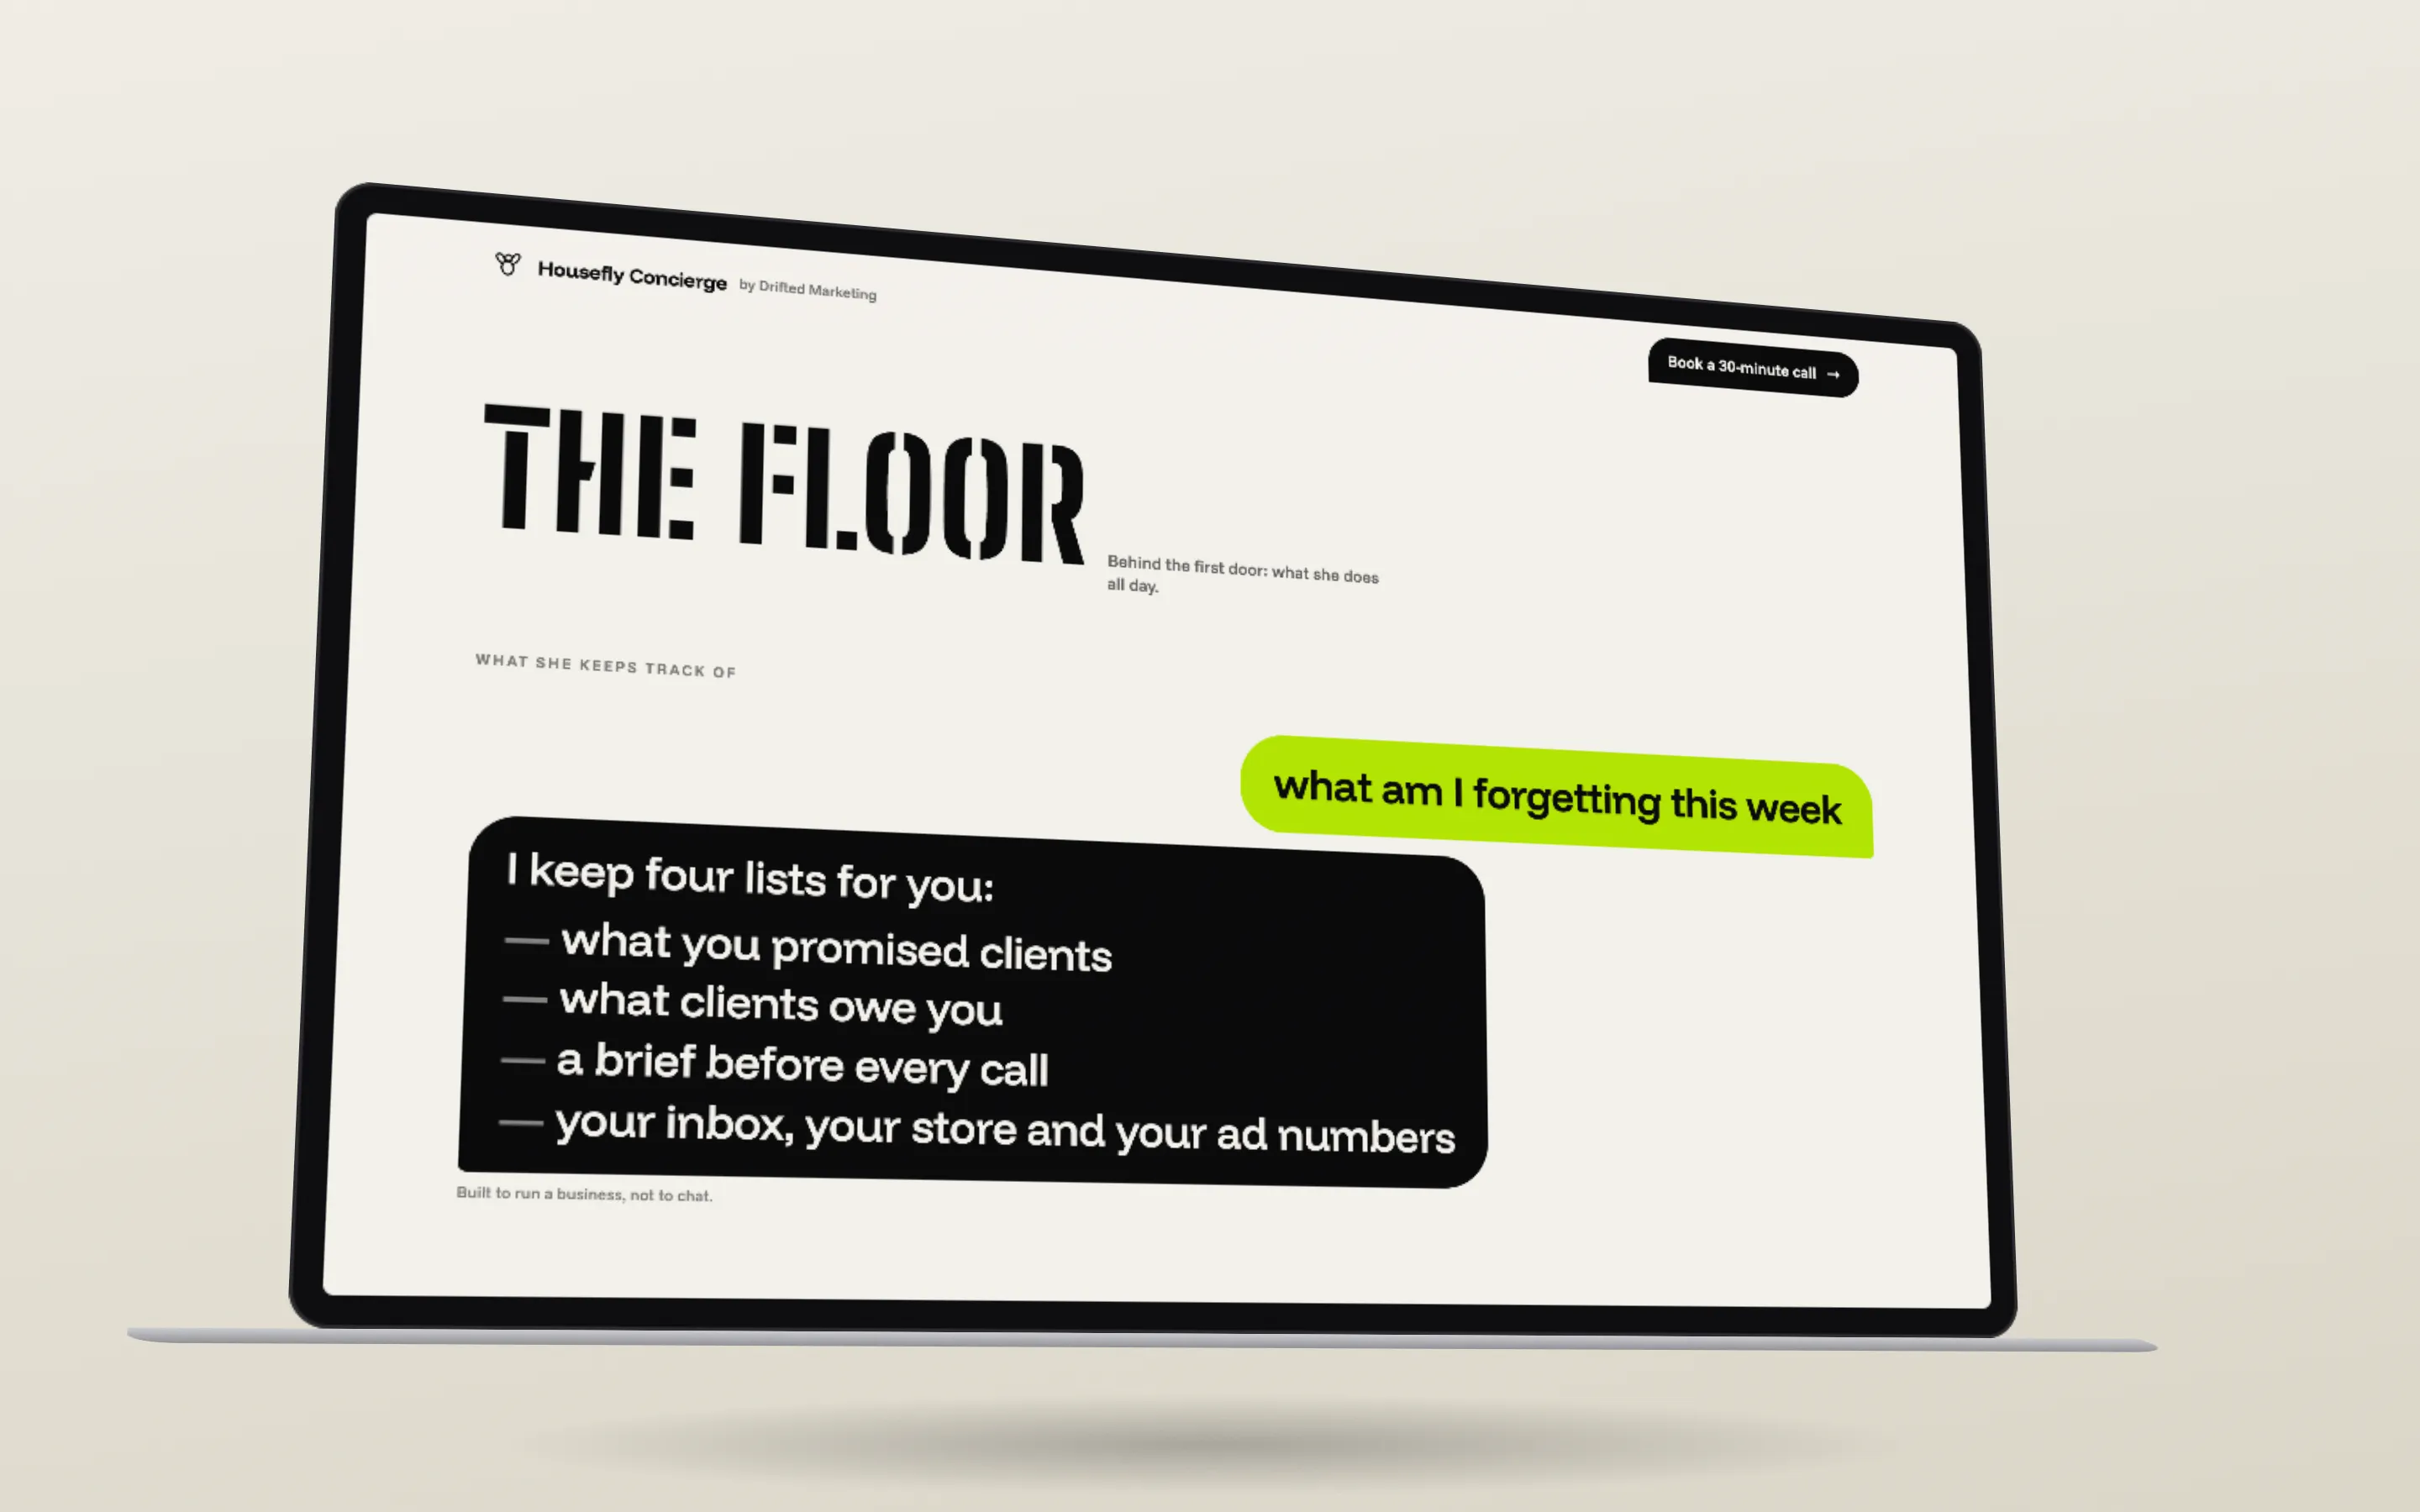 Housefly Concierge by Drifted Marketing
Book a 30-minute call →
THE FLOOR
Behind the first door: what she does
all day.
WHAT SHE KEEPS TRACK OF
what am I forgetting this week
I keep four lists for you:
— what you promised clients
— what clients owe you
— a brief before every call
— your inbox, your store and your ad numbers
Built to run a business, not to chat.